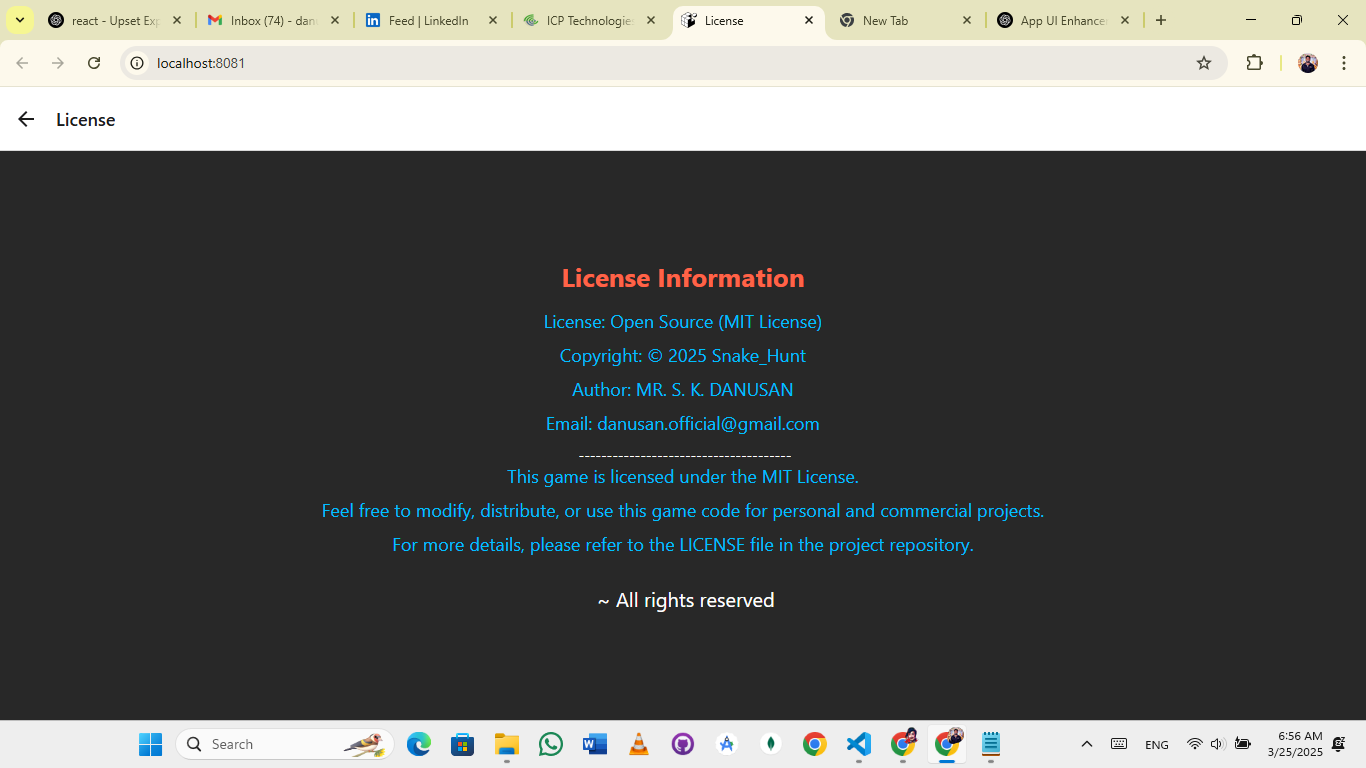 react - Upset Exp
Inbox (74) - dan
Feed | LinkedIn
ICP Technologies
License
New Tab
App UI Enhance
localhost:8081
License
License Information
License: Open Source (MIT License)
Copyright: © 2025 Snake_Hunt
Author: MR. S. K. DANUSAN
Email: danusan.official@gmail.com
--------------------------------------
This game is licensed under the MIT License.
Feel free to modify, distribute, or use this game code for personal and commercial projects.
For more details, please refer to the LICENSE file in the project repository.
~ All rights reserved
Search
ENG
6:56 AM
3/25/2025